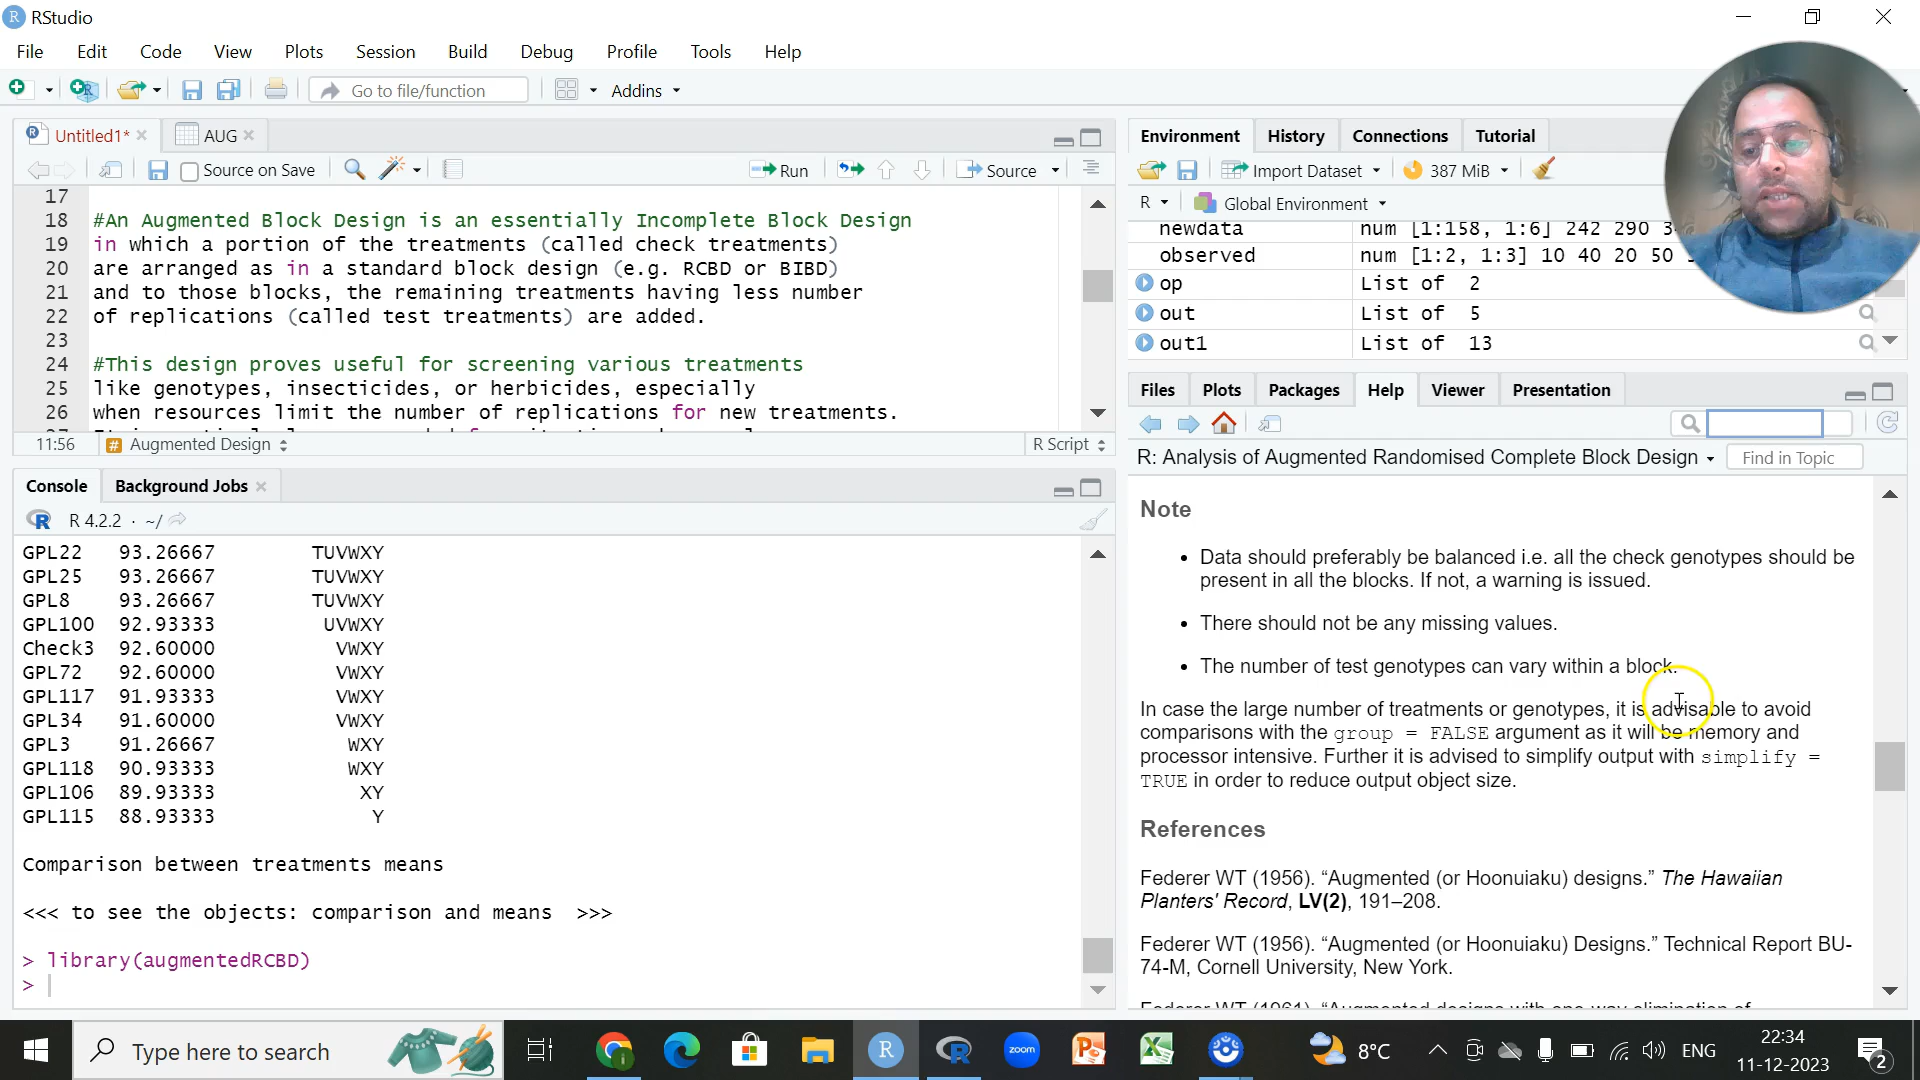 RStudio
File Edit Code View Plots Session Build Debug Profile Tools Help
Go to file/function Addins
Untitled1* AUG
Source on Save Run Source
17
18 #An Augmented Block Design is an essentially Incomplete Block Design
19 in which a portion of the treatments (called check treatments)
20 are arranged as in a standard block design (e.g. RCBD or BIBD)
21 and to those blocks, the remaining treatments having less number
22 of replications (called test treatments) are added.
23
24 #This design proves useful for screening various treatments
25 like genotypes, insecticides, or herbicides, especially
26 when resources limit the number of replications for new treatments.
11:56 Augmented Design R Script
Console Background Jobs
R 4.2.2 · ~/
GPL22 93.26667 TUVWXY
GPL25 93.26667 TUVWXY
GPL8 93.26667 TUVWXY
GPL100 92.93333 UVWXY
Check3 92.60000 VWXY
GPL72 92.60000 VWXY
GPL117 91.93333 VWXY
GPL34 91.60000 VWXY
GPL3 91.26667 WXY
GPL118 90.93333 WXY
GPL106 89.93333 XY
GPL115 88.93333 Y
Comparison between treatments means
<<< to see the objects: comparison and means >>>
> library(augmentedRCBD)
>
Environment History Connections Tutorial
Import Dataset 387 MiB
R Global Environment
newdata num [1:158, 1:6] 242 290
observed num [1:2, 1:3] 10 40 20 50
op List of 2
out List of 5
out1 List of 13
Files Plots Packages Help Viewer Presentation
R: Analysis of Augmented Randomised Complete Block Design Find in Topic
Note
• Data should preferably be balanced i.e. all the check genotypes should be
present in all the blocks. If not, a warning is issued.
• There should not be any missing values.
• The number of test genotypes can vary within a block.
In case the large number of treatments or genotypes, it is advisable to avoid
comparisons with the group = FALSE argument as it will be memory and
processor intensive. Further it is advised to simplify output with simplify =
TRUE in order to reduce output object size.
References
Federer WT (1956). “Augmented (or Hoonuiaku) designs.” The Hawaiian
Planters' Record, LV(2), 191–208.
Federer WT (1956). “Augmented (or Hoonuiaku) Designs.” Technical Report BU-
74-M, Cornell University, New York.
Federer WT (1961). “Augmented designs with one-way elimination of
Type here to search
zoom
8°C ENG 22:34
11-12-2023
2